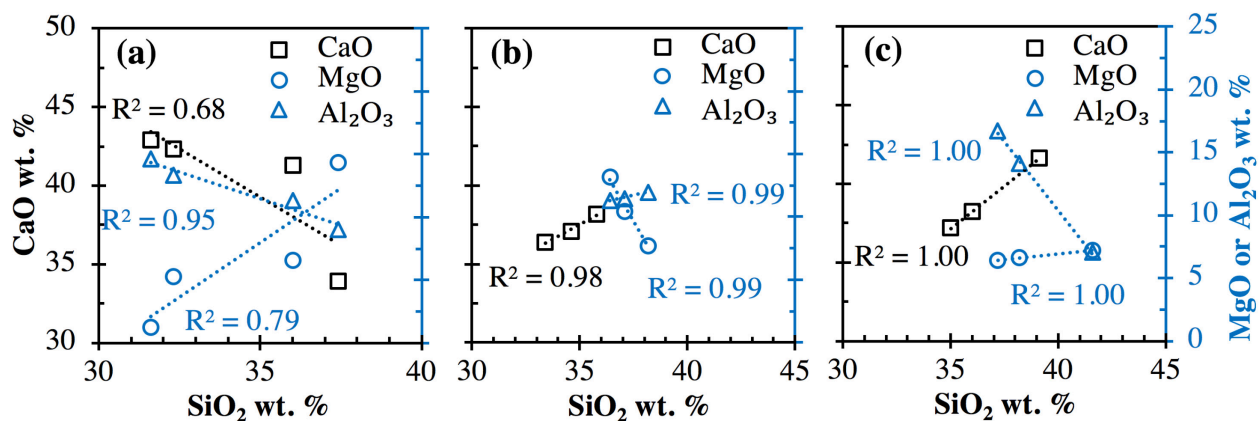 (a)
CaO
MgO
Al₂O₃
R² = 0.68
R² = 0.95
R² = 0.79
50
45
40
35
30
30 35 40
CaO wt. %
SiO₂ wt. %
(b)
CaO
MgO
Al₂O₃
R² = 0.99
R² = 0.98
R² = 0.99
30 35 40 45
SiO₂ wt. %
(c)
CaO
MgO
Al₂O₃
R² = 1.00
R² = 1.00
R² = 1.00
30 35 40 45
SiO₂ wt. %
25
20
15
10
5
0
MgO or Al₂O₃ wt. %